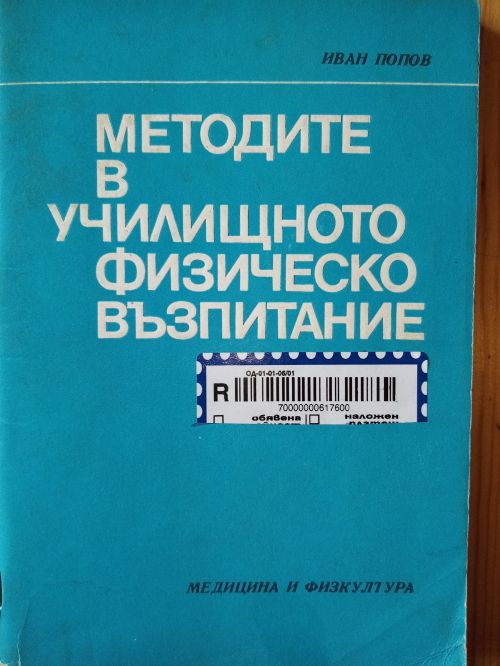 ИВАН ПОПОВ
МЕТОДИТЕ
В
УЧИЛИЩНОТО
ФИЗИЧЕСКО
ВЪЗПИТАНИЕ
ОД-01-01-06/01
R
70000000617600
обявена наложен
МЕДИЦИНА И ФИЗКУЛТУРА